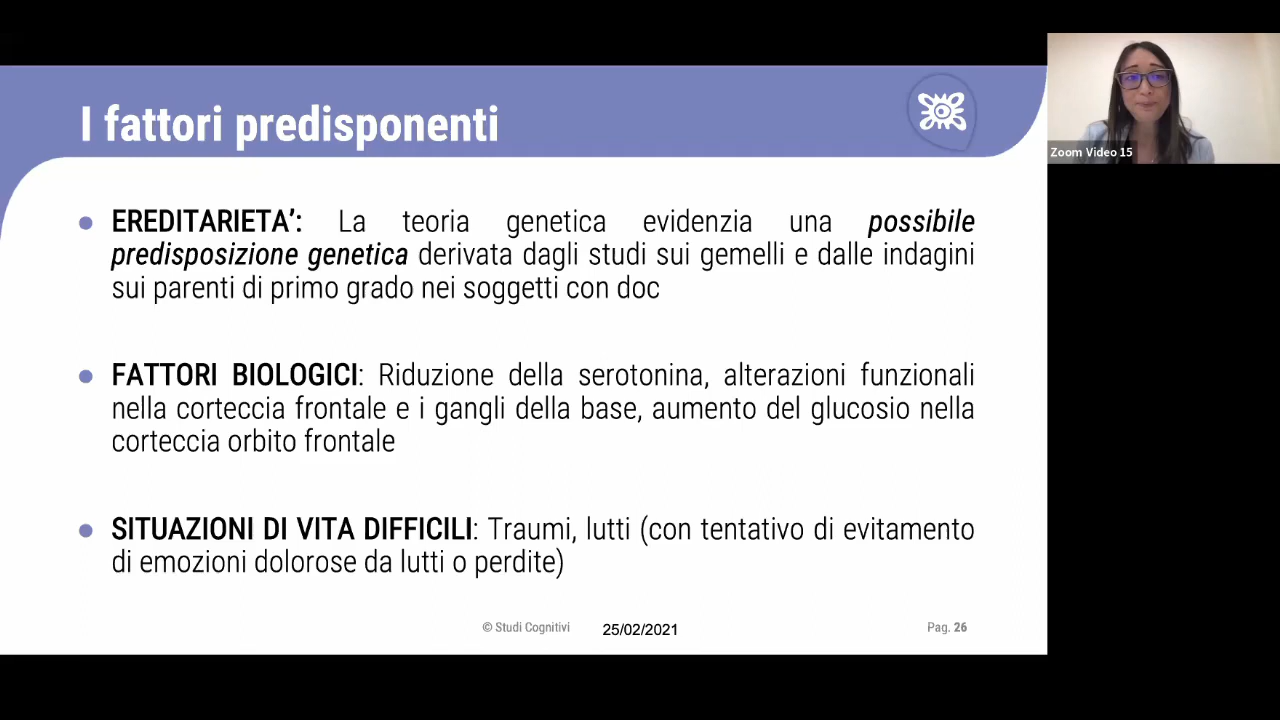 I fattori predisponenti
Zoom Video 15
EREDITARIETA’: La teoria genetica evidenzia una possibile
predisposizione genetica derivata dagli studi sui gemelli e dalle indagini
sui parenti di primo grado nei soggetti con doc
FATTORI BIOLOGICI: Riduzione della serotonina, alterazioni funzionali
nella corteccia frontale e i gangli della base, aumento del glucosio nella
corteccia orbito frontale
SITUAZIONI DI VITA DIFFICILI: Traumi, lutti (con tentativo di evitamento
di emozioni dolorose da lutti o perdite)
© Studi Cognitivi 25/02/2021 Pag. 26